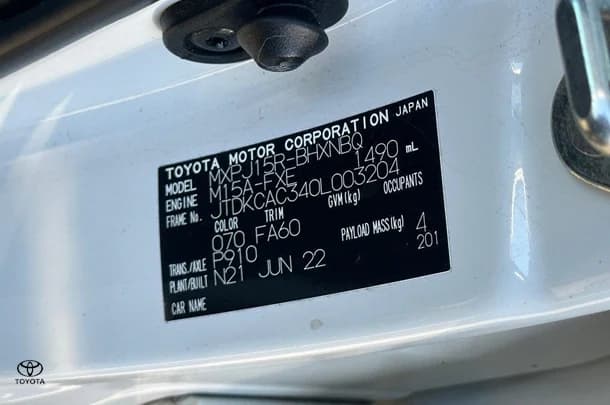 TOYOTA MOTOR CORPORATION JAPAN
MODEL MXPJ15R-BHXNBQ
ENGINE M15A-FXE 1490 mL
FRAME No. JTDKCAC340L003204
COLOR TRIM GVM(kg) OCCUPANTS
070 FA60 4
TRANS./AXLE P910 PAYLOAD MASS(kg) 201
PLANT/BUILT N21 JUN 22
CAR NAME
TOYOTA